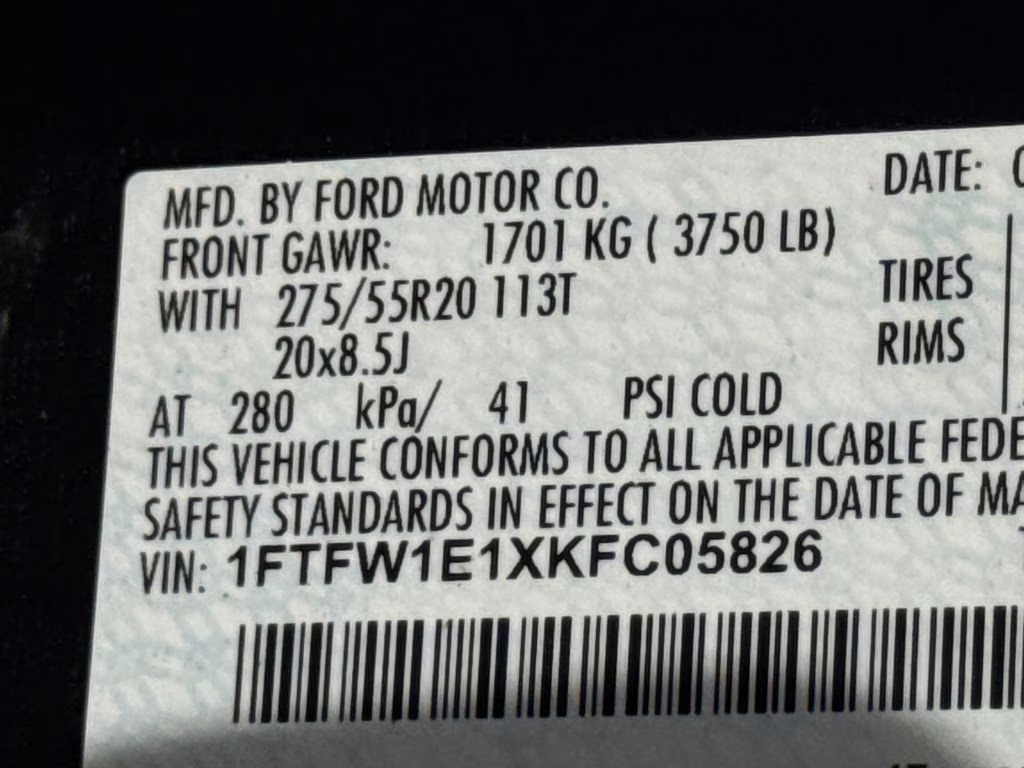 MFD. BY FORD MOTOR CO. DATE:
FRONT GAWR: 1701 KG ( 3750 LB)
WITH 275/55R20 113T TIRES
20x8.5J RIMS
AT 280 kPa/ 41 PSI COLD
THIS VEHICLE CONFORMS TO ALL APPLICABLE FEDE
SAFETY STANDARDS IN EFFECT ON THE DATE OF MA
VIN: 1FTFW1E1XKFC05826